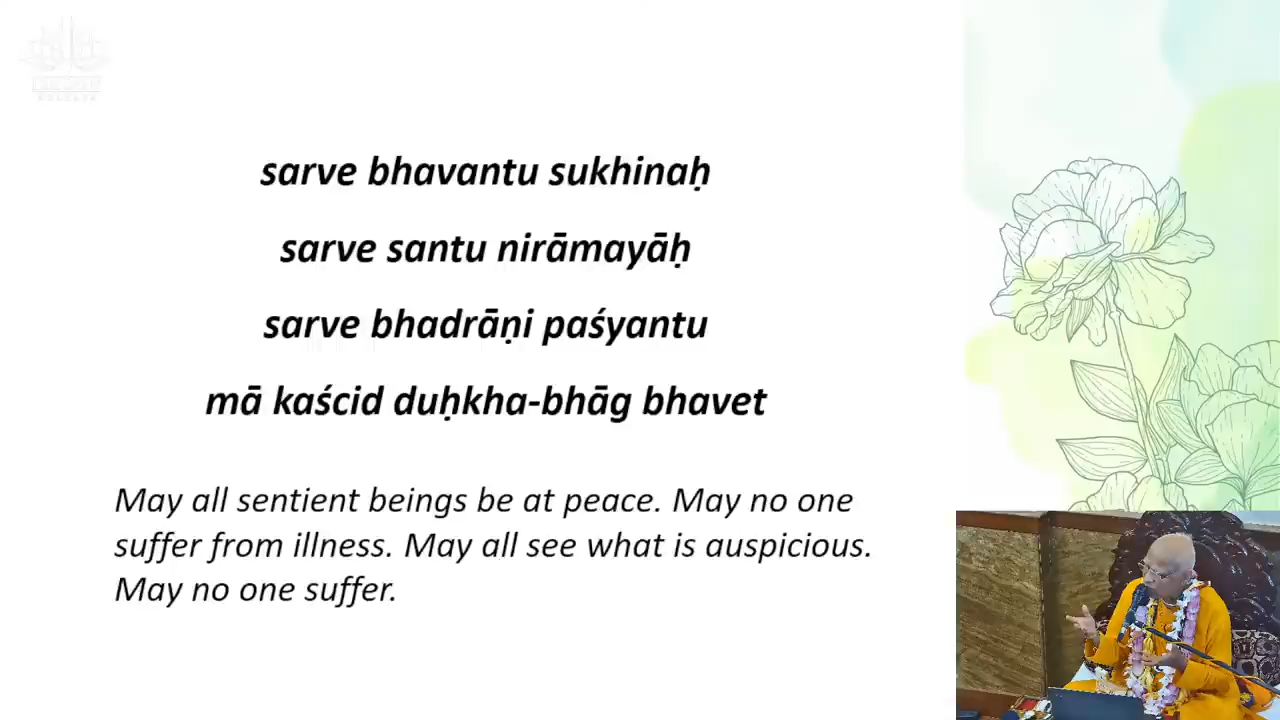 sarve bhavantu sukhinaḥ
sarve santu nirāmayāḥ
sarve bhadrāṇi paśyantu
mā kaścid duḥkha-bhāg bhavet
May all sentient beings be at peace. May no one
suffer from illness. May all see what is auspicious.
May no one suffer.